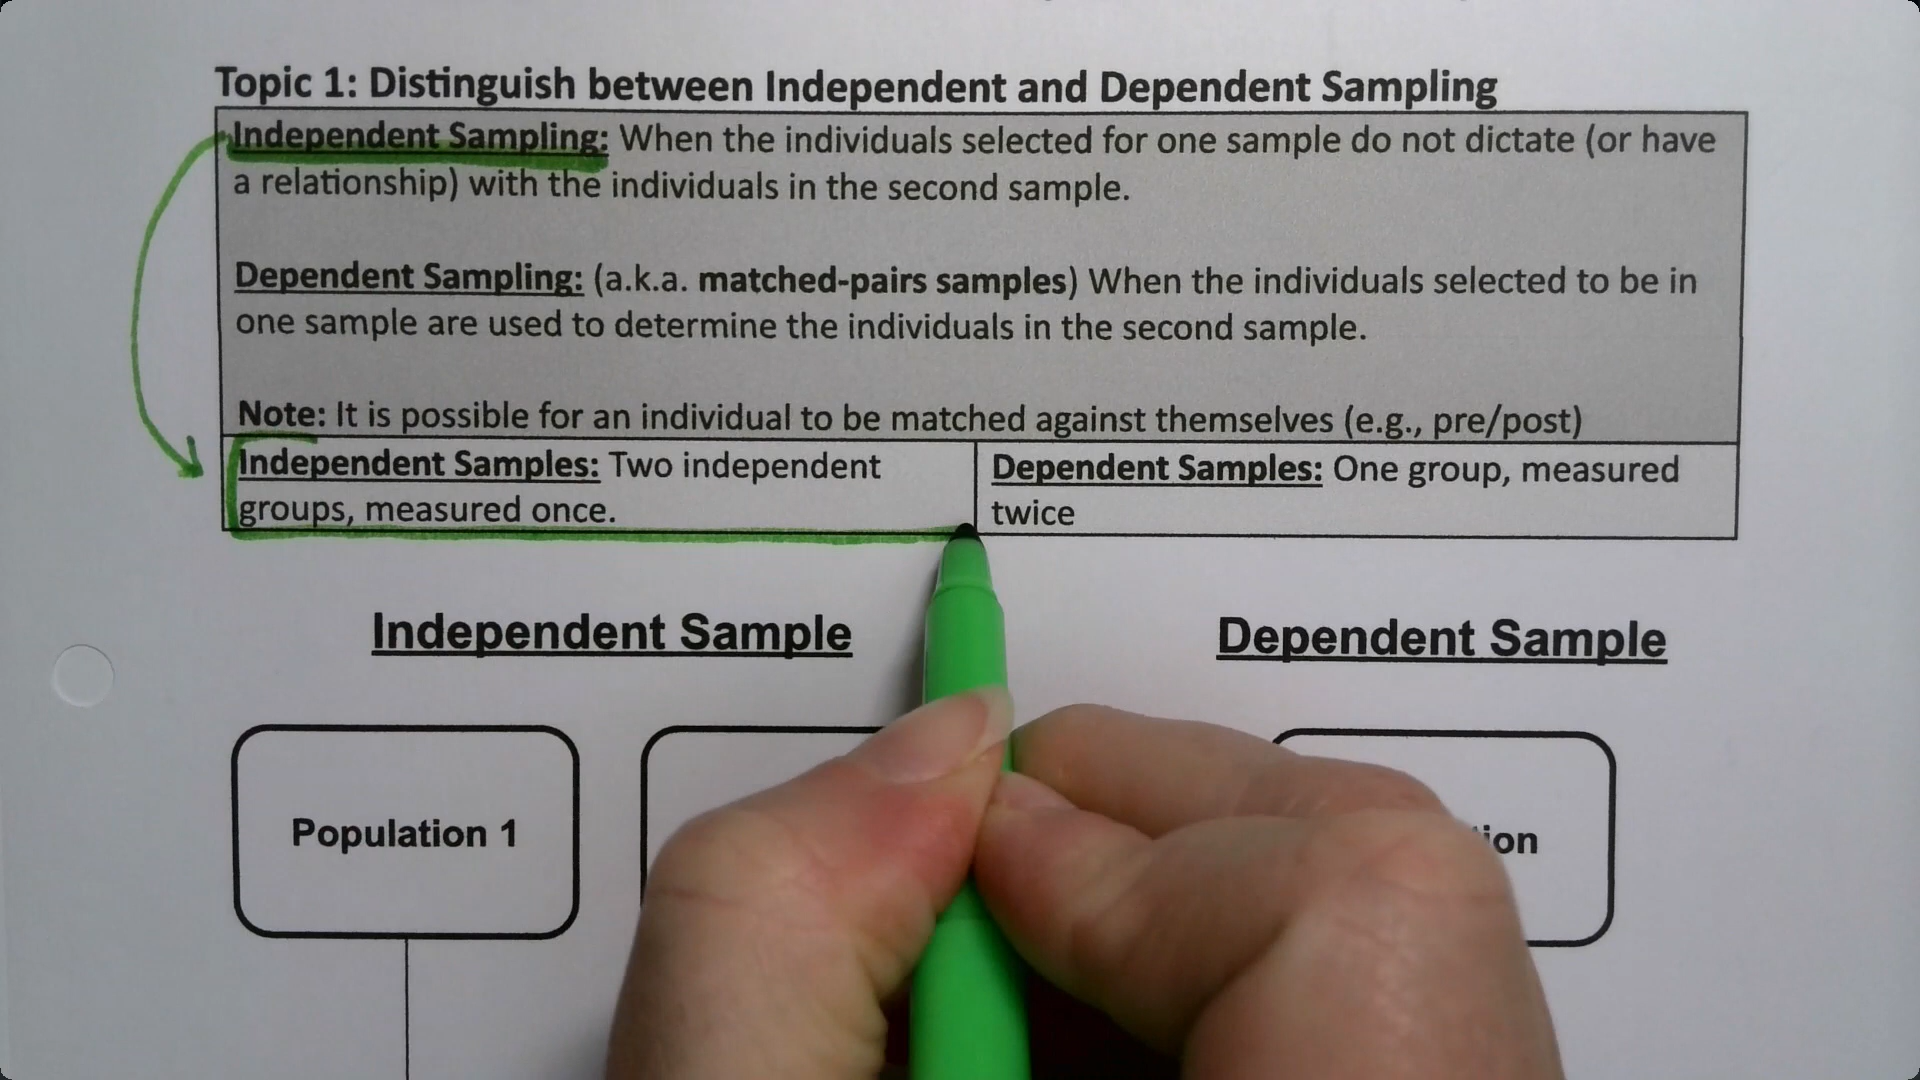 Topic 1: Distinguish between Independent and Dependent Sampling
Independent Sampling: When the individuals selected for one sample do not dictate (or have
a relationship) with the individuals in the second sample.
Dependent Sampling: (a.k.a. matched-pairs samples) When the individuals selected to be in
one sample are used to determine the individuals in the second sample.
Note: It is possible for an individual to be matched against themselves (e.g., pre/post)
Independent Samples: Two independent
groups, measured once.
Dependent Samples: One group, measured
twice
Independent Sample
Dependent Sample
Population 1